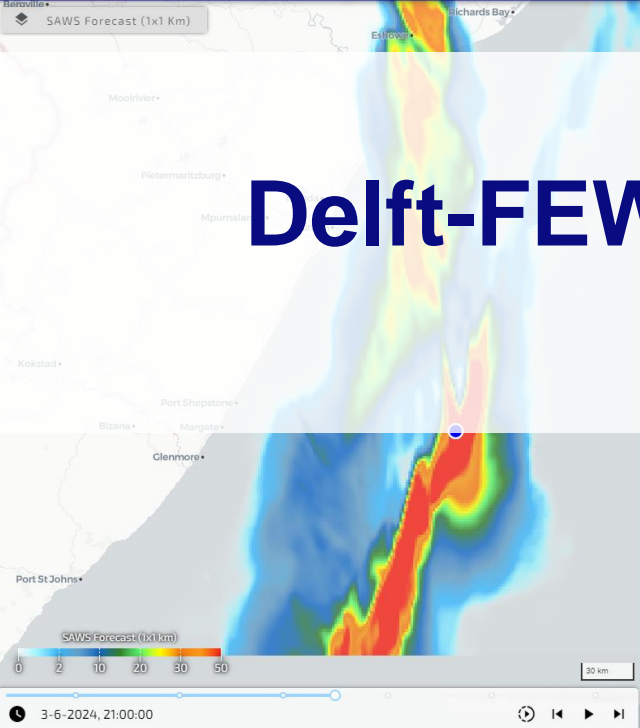 Bergville
SAWS Forecast (1x1 Km)
Richards Bay
Eshowe
Mooirivier
Pietermaritzburg
Mpumalan
Delft-FEW
Kokstad
Port Shepstone
Bizana
Margate
Glenmore
Port St Johns
SAWS Forecast (1x1 km)
0 2 10 20 30 50
30 km
3-6-2024, 21:00:00